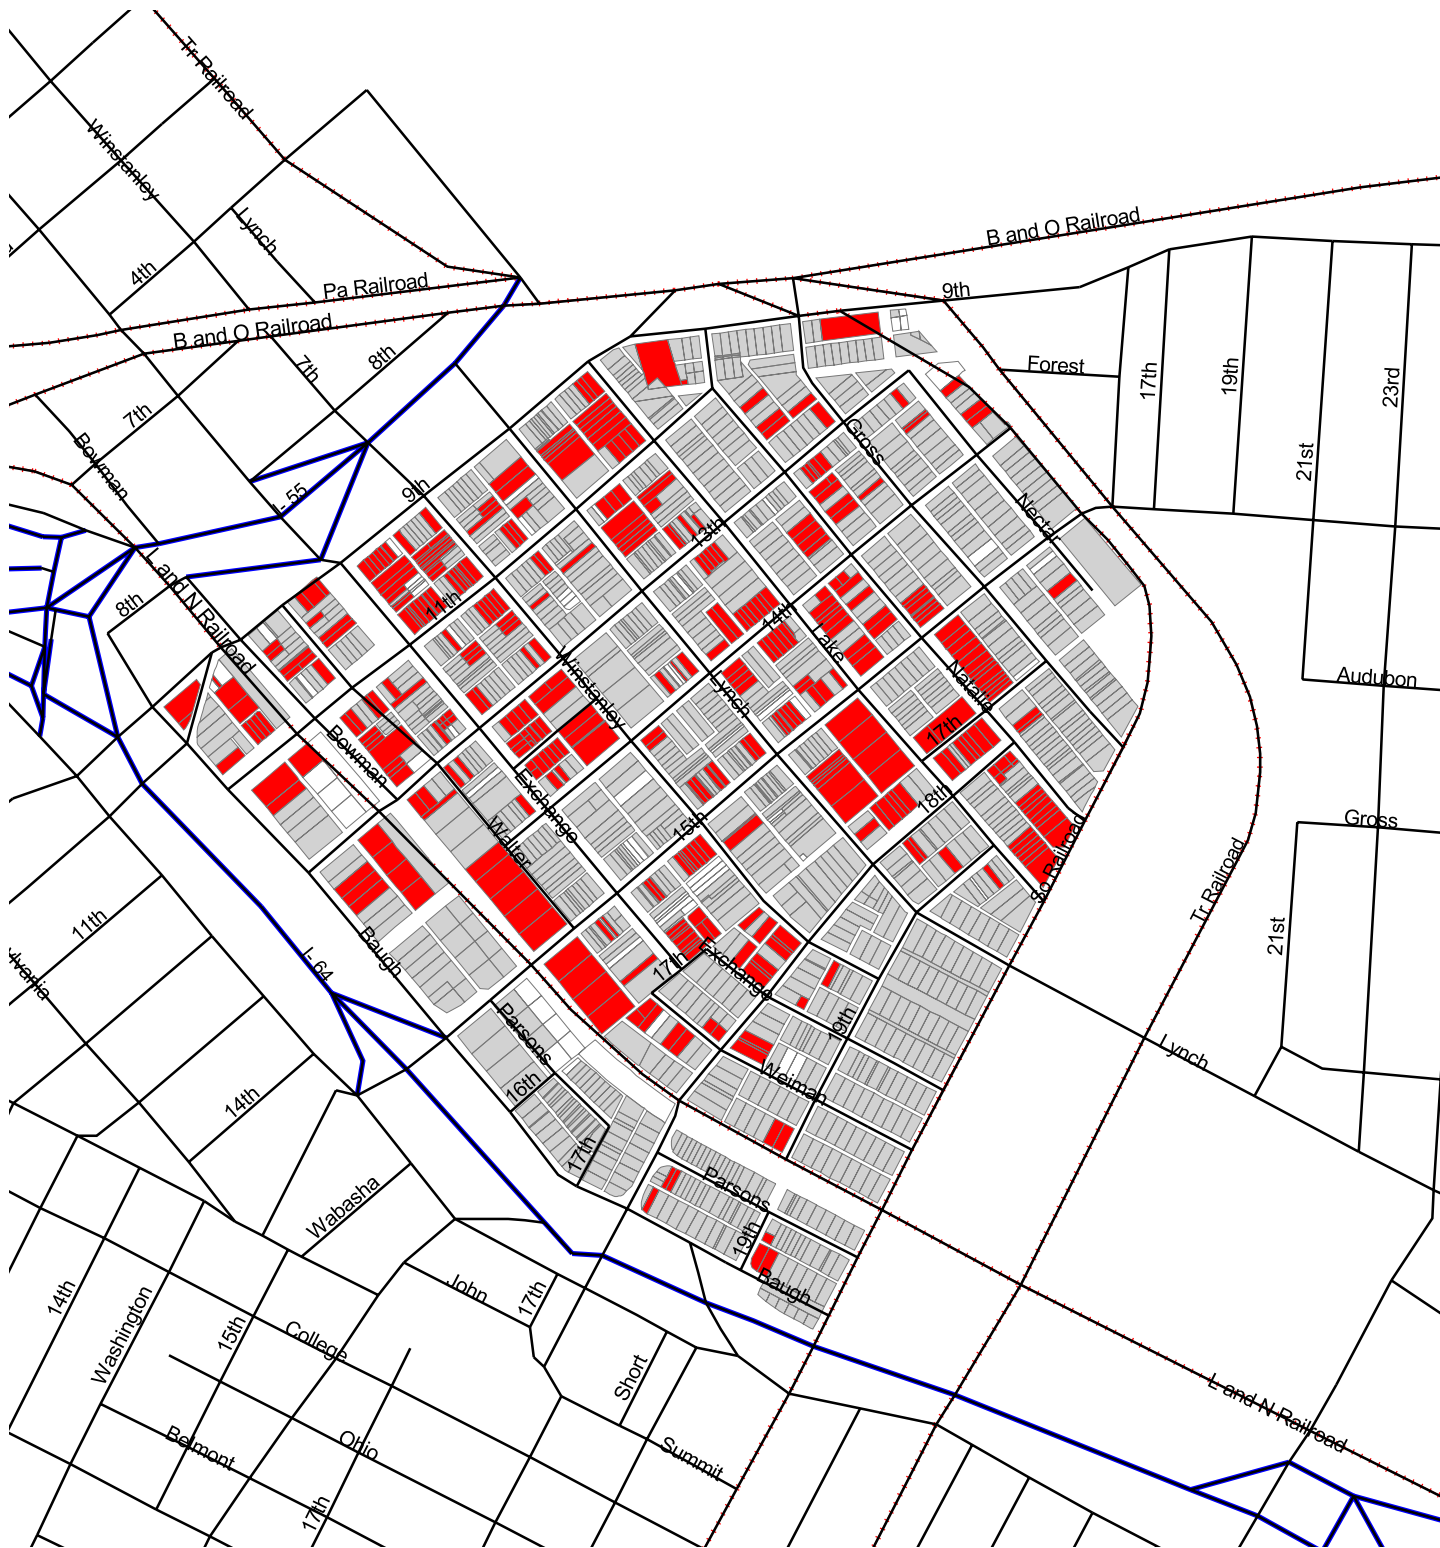 Tr Railroad
Winstanley
B and O Railroad
Lynch
4th
Pa Railroad
9th
B and O Railroad
7th
8th
Forest
17th
19th
23rd
7th
Bowman
Gross
21st
I- 55
9th
Nectar
13th
L and N Railroad
8th
11th
14th
Lake
Winstanley
Lynch
Natalie
Audubon
17th
Bowman
Exchange
18th
15th
Gross
Walter
So Railroad
Tr Railroad
11th
Baugh
I- 64
17th
Exchange
21st
lvania
Parsons
19th
Lynch
16th
Weiman
14th
17th
Parsons
Wabasha
19th
14th
Washington
15th
John
17th
Baugh
College
Short
L and N Railroad
Belmont
Ohio
Summit
17th